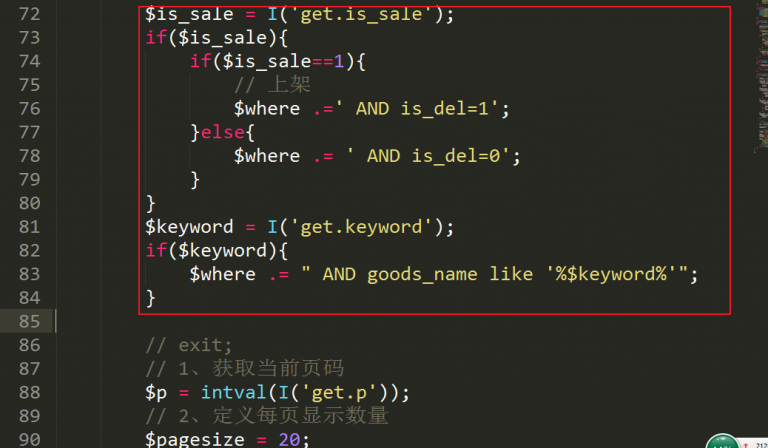 72 $is_sale = I('get.is_sale');
73 if($is_sale){
74 if($is_sale==1){
75 // 上架
76 $where .=' AND is_del=1';
77 }else{
78 $where .= ' AND is_del=0';
79 }
80 }
81 $keyword = I('get.keyword');
82 if($keyword){
83 $where .= " AND goods_name like '%$keyword%'";
84 }
85
86 // exit;
87 // 1、获取当前页码
88 $p = intval(I('get.p'));
89 // 2、定义每页显示数量
90 $pagesize = 20;